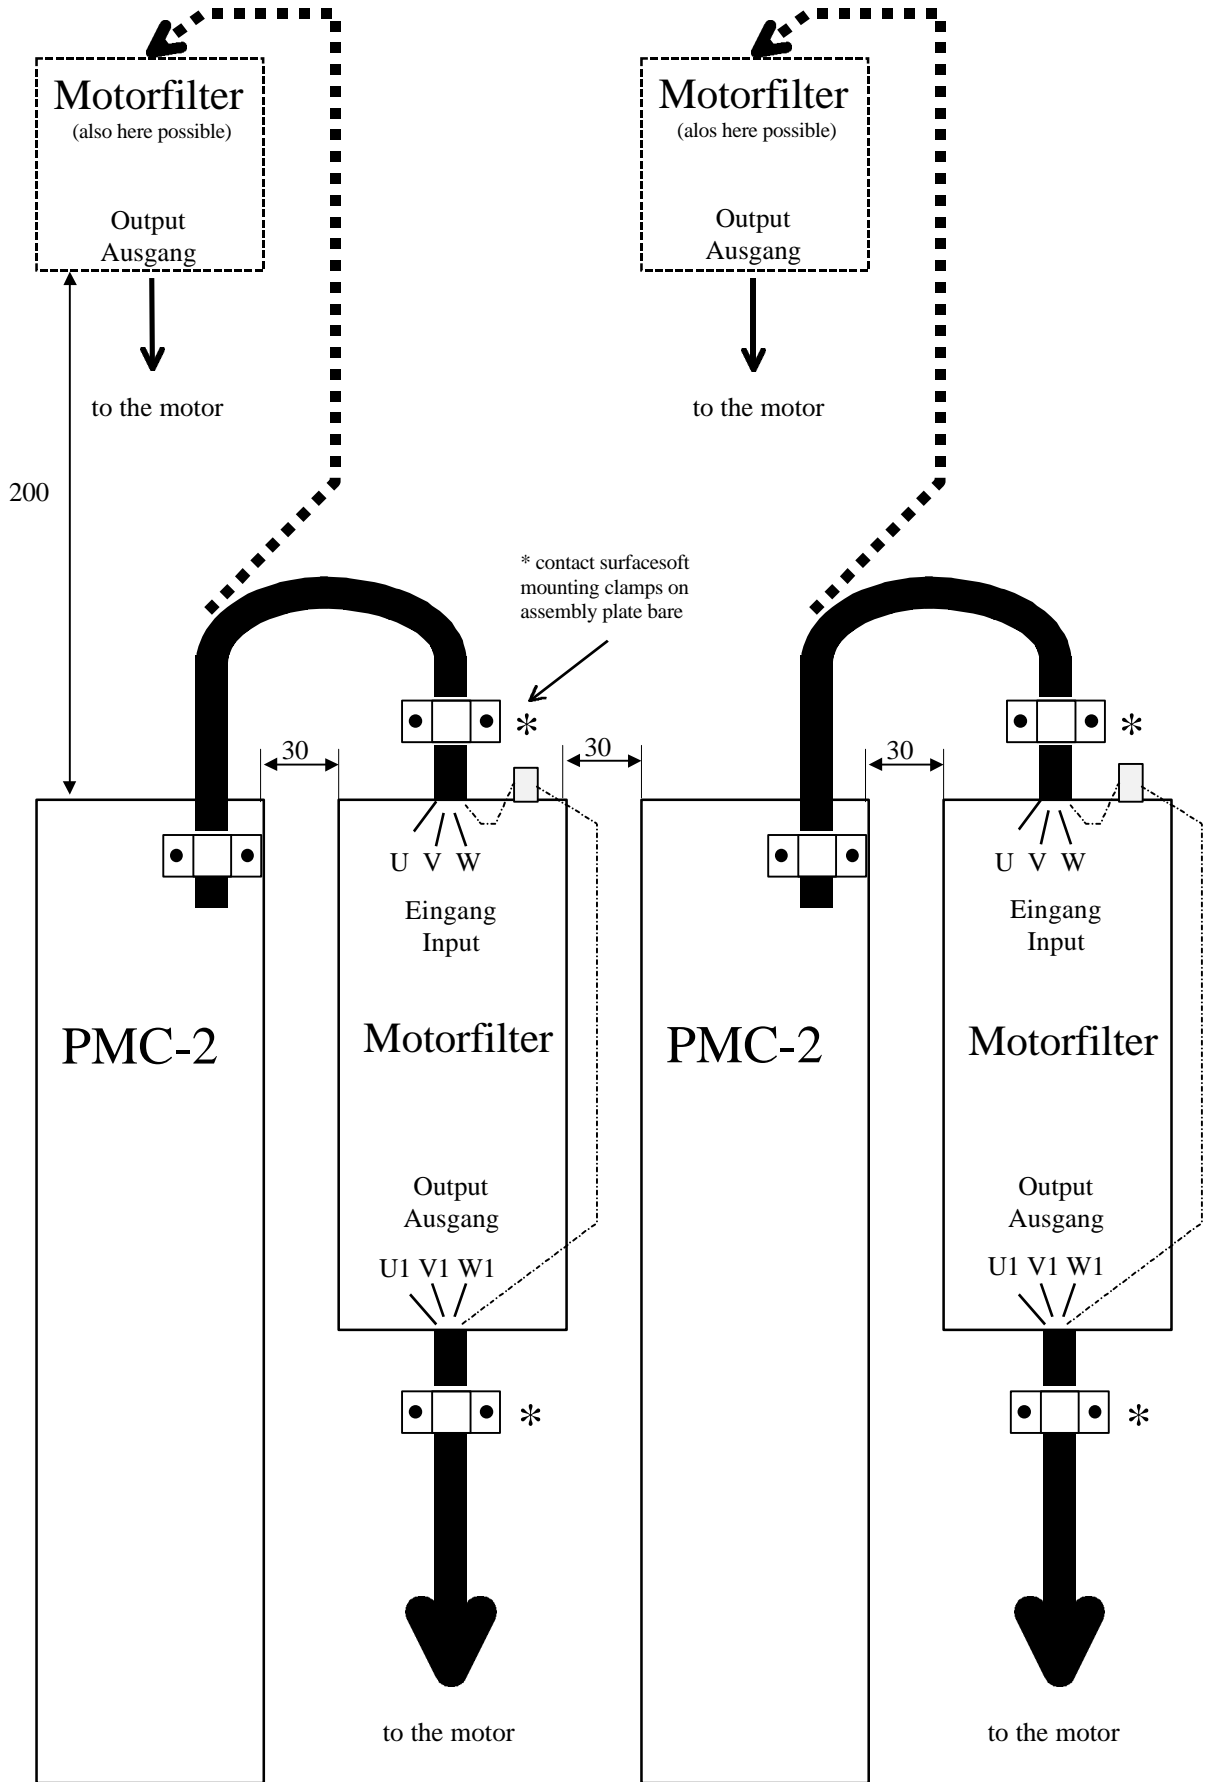 Motorfilter
(also here possible)
Output
Ausgang
to the motor
200
Motorfilter
(alos here possible)
Output
Ausgang
to the motor
* contact surfacesoft
mounting clamps on
assembly plate bare
*
*
30
30
30
U V W
Eingang
Input
U V W
Eingang
Input
PMC-2
Motorfilter
PMC-2
Motorfilter
Output
Ausgang
U1 V1 W1
Output
Ausgang
U1 V1 W1
*
*
to the motor
to the motor